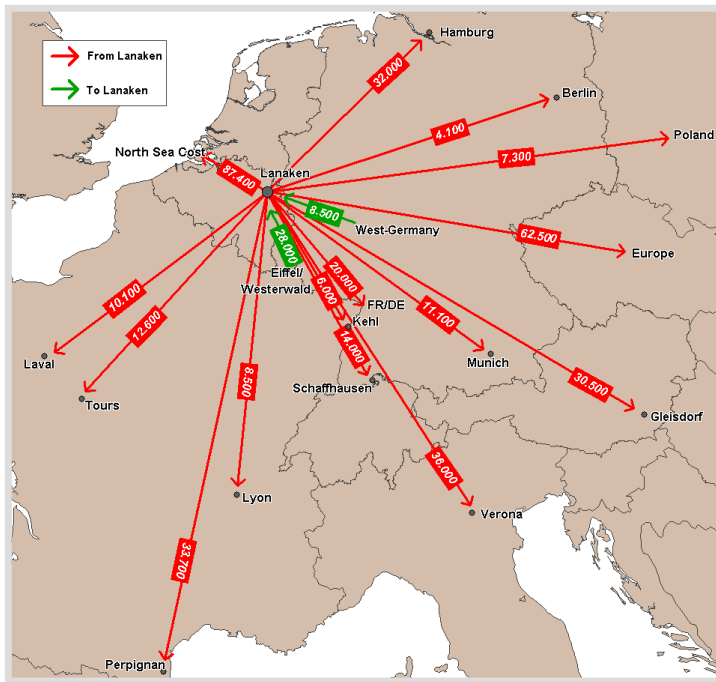 Hamburg
From Lanaken
To Lanaken
32.000
Berlin
4.100
Poland
North Sea Cost
7.300
87.400
Lanaken
8.500
West-Germany
28.000
62.500
Europe
Eiffel/
Westerwald
20.000
6.000
FR/DE
10.100
11.100
Kehl
12.600
14.000
Laval
Munich
8.500
30.500
Schaffhausen
Tours
Gleisdorf
36.000
Lyon
Verona
33.700
Perpignan